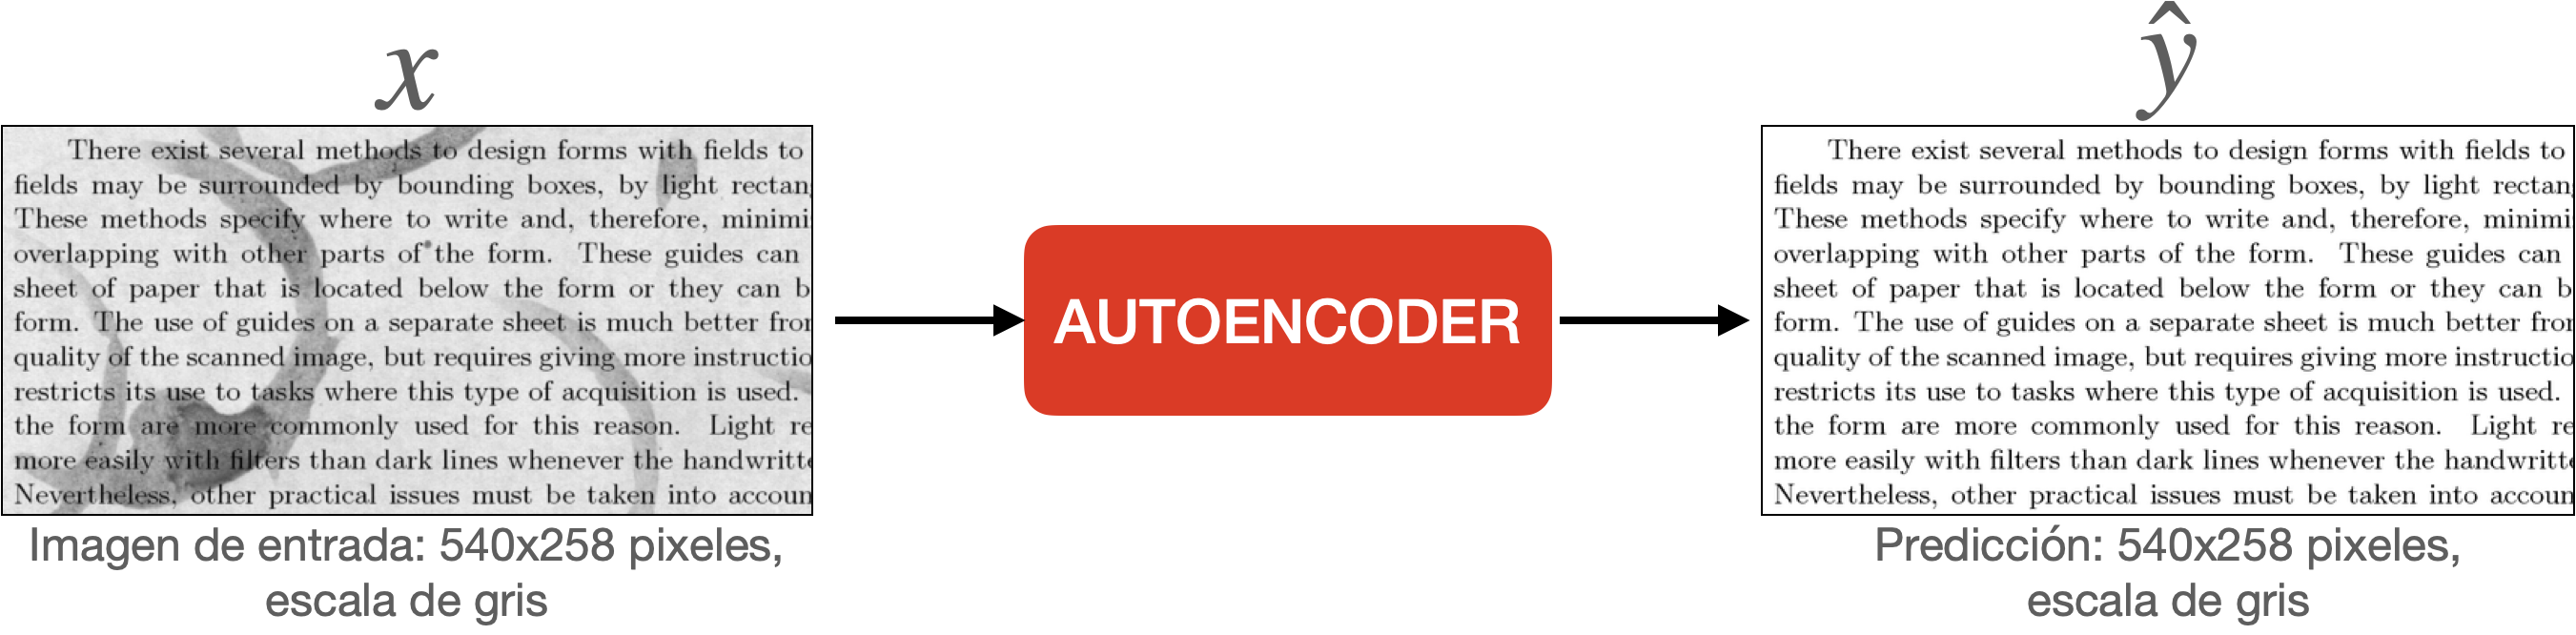 x
There exist several methods to design forms with fields to
fields may be surrounded by bounding boxes, by light rectan
These methods specify where to write and, therefore, minimi
overlapping with other parts of the form. These guides can
sheet of paper that is located below the form or they can b
form. The use of guides on a separate sheet is much better fror
quality of the scanned image, but requires giving more instructio
restricts its use to tasks where this type of acquisition is used.
the form are more commonly used for this reason. Light re
more easily with filters than dark lines whenever the handwritte
Nevertheless, other practical issues must be taken into accoun
Imagen de entrada: 540x258 pixeles,
escala de gris
AUTOENCODER
ŷ
There exist several methods to design forms with fields to
fields may be surrounded by bounding boxes, by light rectan
These methods specify where to write and, therefore, minimi
overlapping with other parts of the form. These guides can
sheet of paper that is located below the form or they can b
form. The use of guides on a separate sheet is much better fror
quality of the scanned image, but requires giving more instructio
restricts its use to tasks where this type of acquisition is used.
the form are more commonly used for this reason. Light re
more easily with filters than dark lines whenever the handwritte
Nevertheless, other practical issues must be taken into accoun
Predicción: 540x258 pixeles,
escala de gris